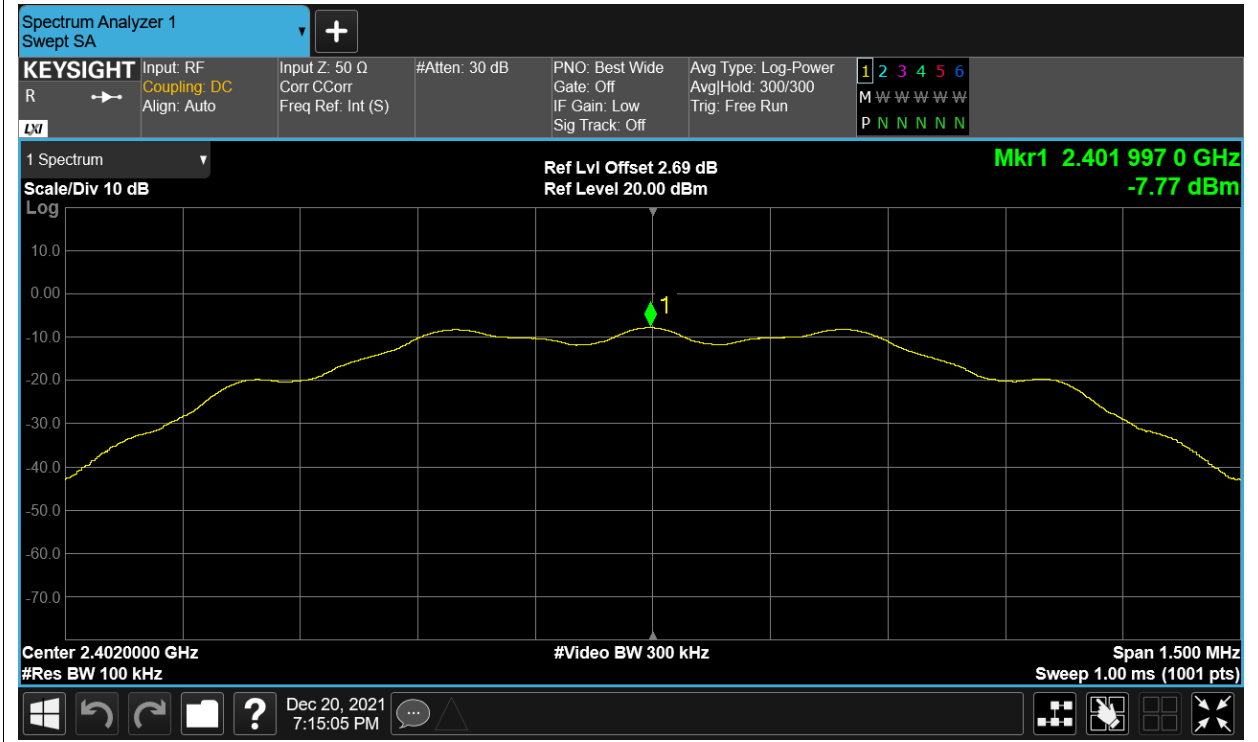 Spectrum Analyzer 1
Swept SA
KEYSIGHT
R
LXI
Input: RF
Coupling: DC
Align: Auto
Input Z: 50 Ω
Corr CCorr
Freq Ref: Int (S)
#Atten: 30 dB
PNO: Best Wide
Gate: Off
IF Gain: Low
Sig Track: Off
Avg Type: Log-Power
Avg|Hold: 300/300
Trig: Free Run
1 2 3 4 5 6
M W W W W W
P N N N N N
1 Spectrum
Scale/Div 10 dB
Log
Ref Lvl Offset 2.69 dB
Ref Level 20.00 dBm
Mkr1 2.401 997 0 GHz
-7.77 dBm
10.0
0.00
1
-10.0
-20.0
-30.0
-40.0
-50.0
-60.0
-70.0
Center 2.4020000 GHz
#Video BW 300 kHz
Span 1.500 MHz
#Res BW 100 kHz
Sweep 1.00 ms (1001 pts)
?
Dec 20, 2021
7:15:05 PM